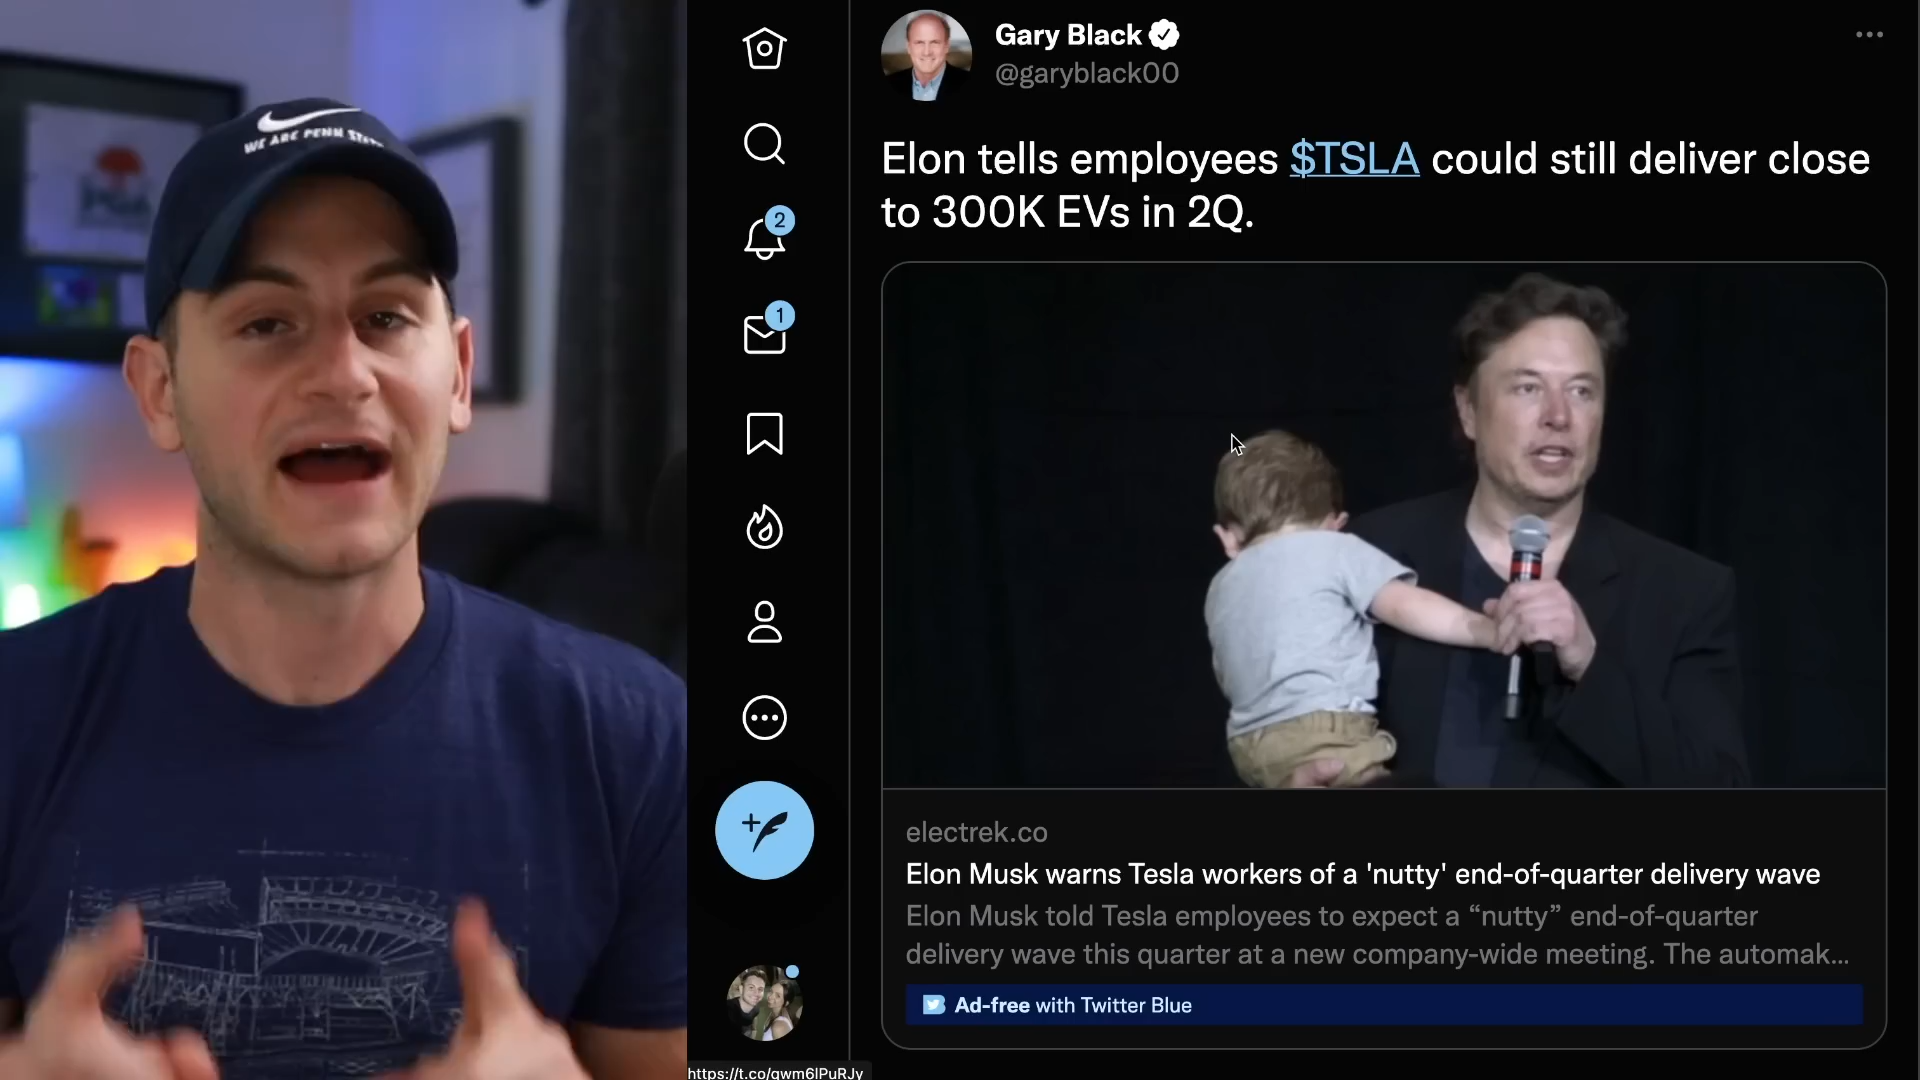 WE ARE PENN STATE
Gary Black
@garyblack00
Elon tells employees $TSLA could still deliver close
to 300K EVs in 2Q.
2
1
electrek.co
Elon Musk warns Tesla workers of a 'nutty' end-of-quarter delivery wave
Elon Musk told Tesla employees to expect a “nutty” end-of-quarter
delivery wave this quarter at a new company-wide meeting. The automak...
Ad-free with Twitter Blue